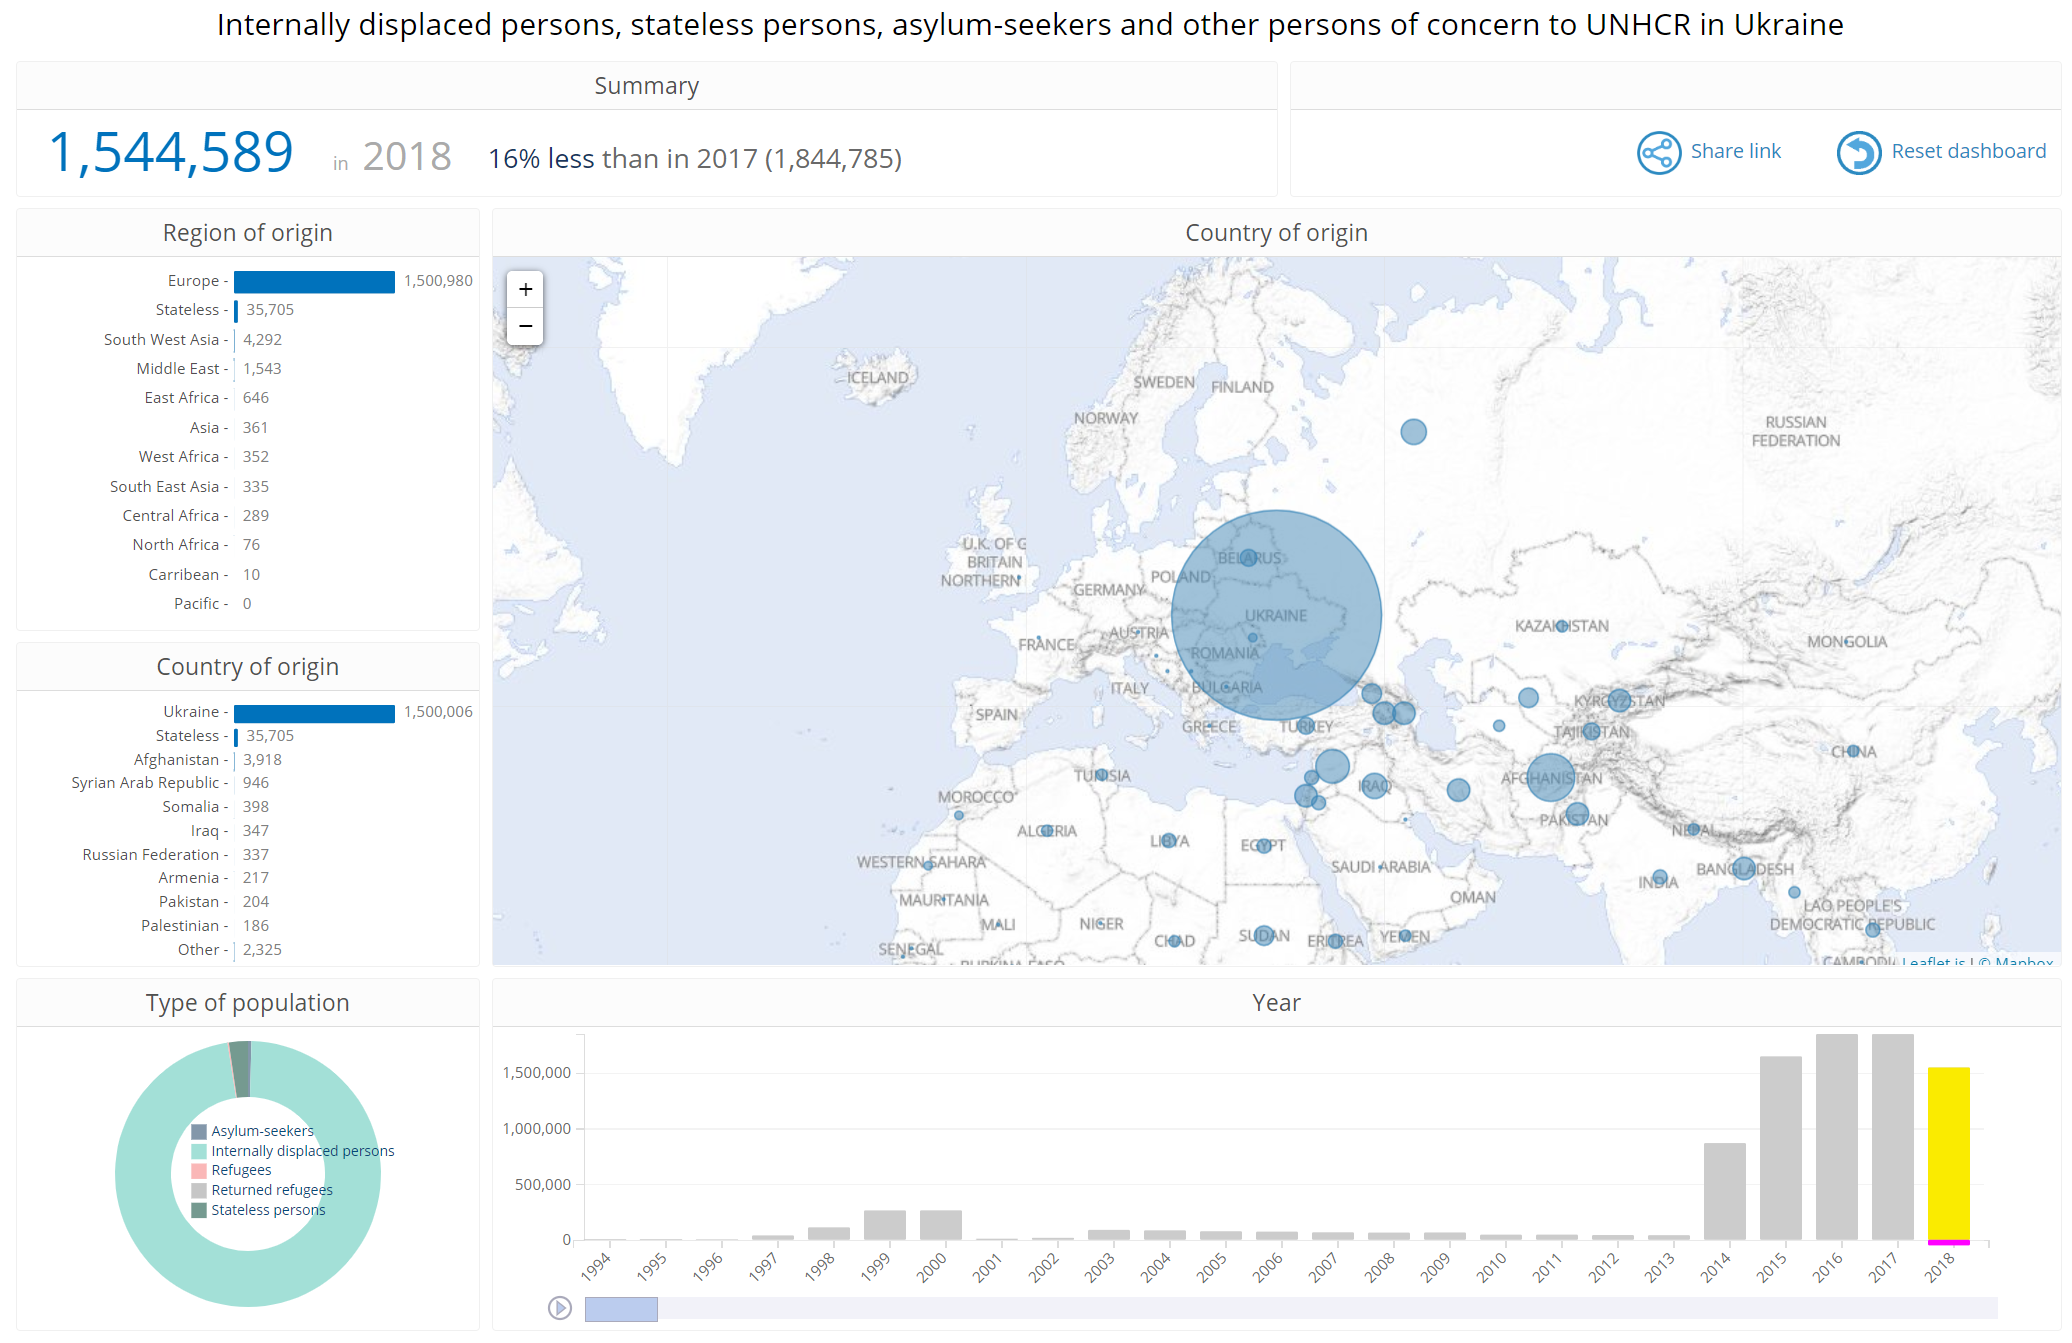 Internally displaced persons, stateless persons, asylum-seekers and other persons of concern to UNHCR in Ukraine
Summary
1,544,589 in 2018 16% less than in 2017 (1,844,785)
Share link
Reset dashboard
Region of origin
Europe - 1,500,980
Stateless - 35,705
South West Asia - 4,292
Middle East - 1,543
East Africa - 646
Asia - 361
West Africa - 352
South East Asia - 335
Central Africa - 289
North Africa - 76
Carribean - 10
Pacific - 0
Country of origin
Ukraine - 1,500,006
Stateless - 35,705
Afghanistan - 3,918
Syrian Arab Republic - 946
Somalia - 398
Iraq - 347
Russian Federation - 337
Armenia - 217
Pakistan - 204
Palestinian - 186
Other - 2,325
Country of origin
+
−
ICELAND
SWEDEN
FINLAND
NORWAY
RUSSIAN
FEDERATION
U.K. OF G
BRITAIN
NORTHERN
BELARUS
POLAND
GERMANY
UKRAINE
KAZAKHSTAN
AUSTRIA
FRANCE
MONGOLIA
ROMANIA
ITALY
BULGARIA
KYRGYZSTAN
SPAIN
GREECE
TURKEY
TAJIKISTAN
CHINA
TUNISIA
AFGHANISTAN
IRAQ
MOROCCO
PAKISTAN
ALGERIA
LIBYA
EGYPT
NEPAL
WESTERN SAHARA
SAUDI ARABIA
BANGLADESH
INDIA
MAURITANIA
OMAN
LAO PEOPLE'S
DEMOCRATIC REPUBLIC
MALI
NIGER
CHAD
SUDAN
ERITREA
YEMEN
SENEGAL
BURKINA FASO
CAMBODI
Leaflet.js | © Mapbox
Type of population
Asylum-seekers
Internally displaced persons
Refugees
Returned refugees
Stateless persons
Year
1,500,000
1,000,000
500,000
0
1994 1995 1996 1997 1998 1999 2000 2001 2002 2003 2004 2005 2006 2007 2008 2009 2010 2011 2012 2013 2014 2015 2016 2017 2018